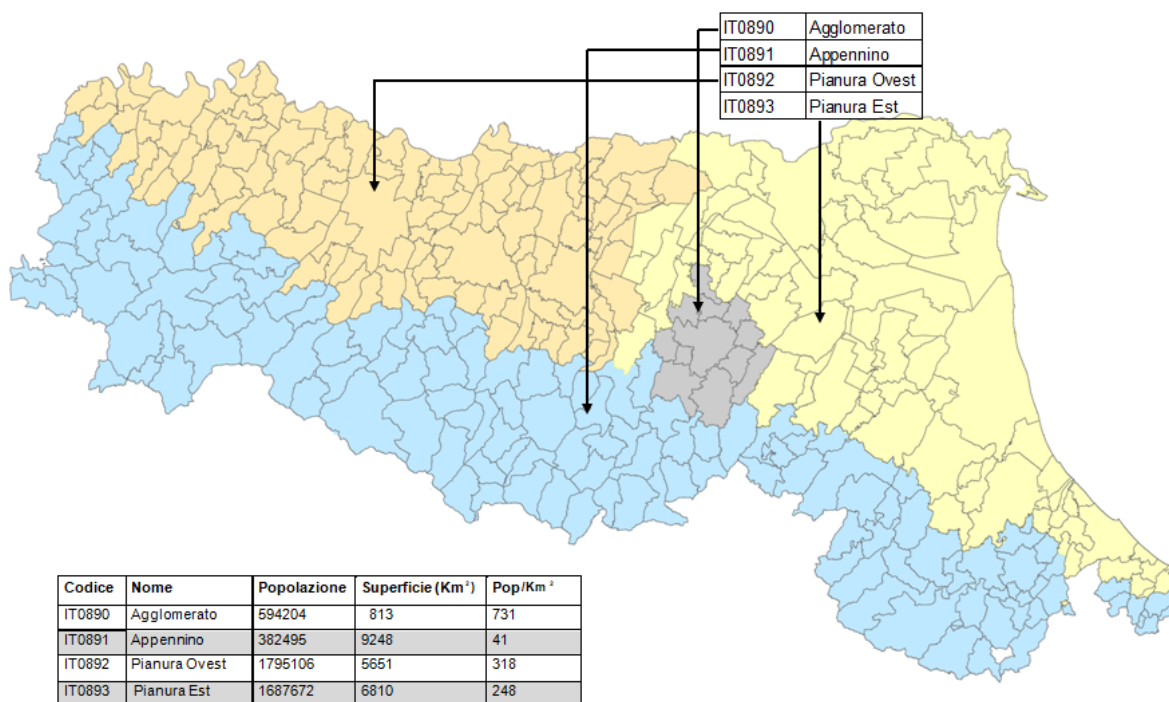 IT0890 Agglomerato
IT0891 Appennino
IT0892 Pianura Ovest
IT0893 Pianura Est
Codice Nome Popolazione Superficie (Km²) Pop/Km²
IT0890 Agglomerato 594204 813 731
IT0891 Appennino 382495 9248 41
IT0892 Pianura Ovest 1795106 5651 318
IT0893 Pianura Est 1687672 6810 248